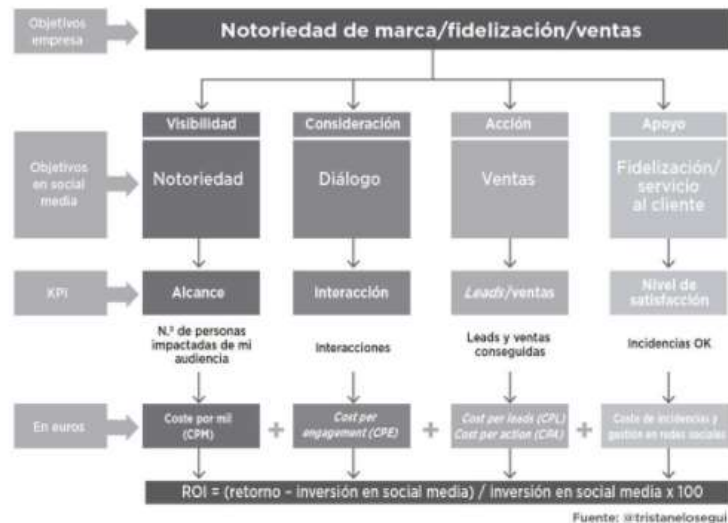 Objetivos
empresa
Notoriedad de marca/fidelización/ventas
Visibilidad
Consideración
Acción
Apoyo
Objetivos
en social
media
Notoriedad
Diálogo
Ventas
Fidelización/
servicio
al cliente
KPI
Alcance
Interacción
Leads/ventas
Nivel de
satisfacción
N.º de personas
impactadas de mi
audiencia
Interacciones
Leads y ventas
conseguidas
Incidencias OK
En euros
Coste por mil
(CPM)
+
Cost per
engagement (CPE)
+
Cost per leads (CPL)
Cost per action (CPA)
+
Coste de incidencias y
gestión en redes sociales
ROI = (retorno – inversión en social media) / inversión en social media x 100
Fuente: @tristanelosegui